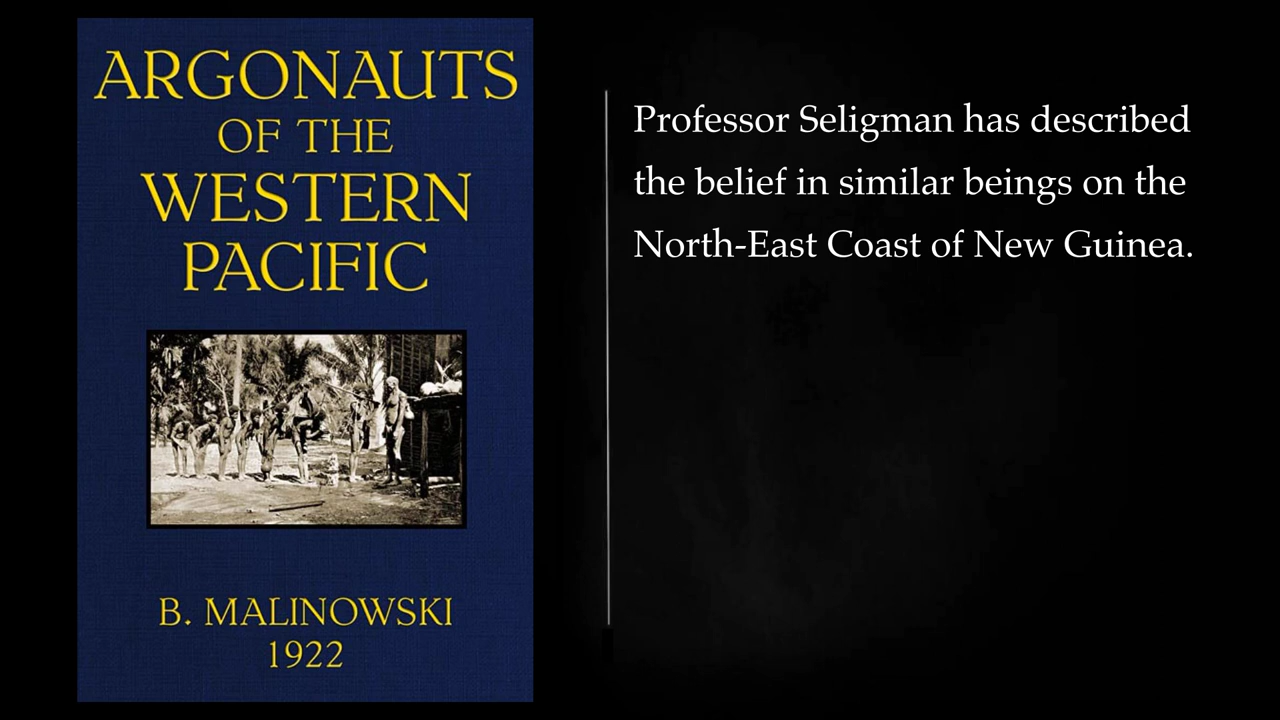 ARGONAUTS
OF THE
WESTERN
PACIFIC
B. MALINOWSKI
1922
Professor Seligman has described
the belief in similar beings on the
North-East Coast of New Guinea.